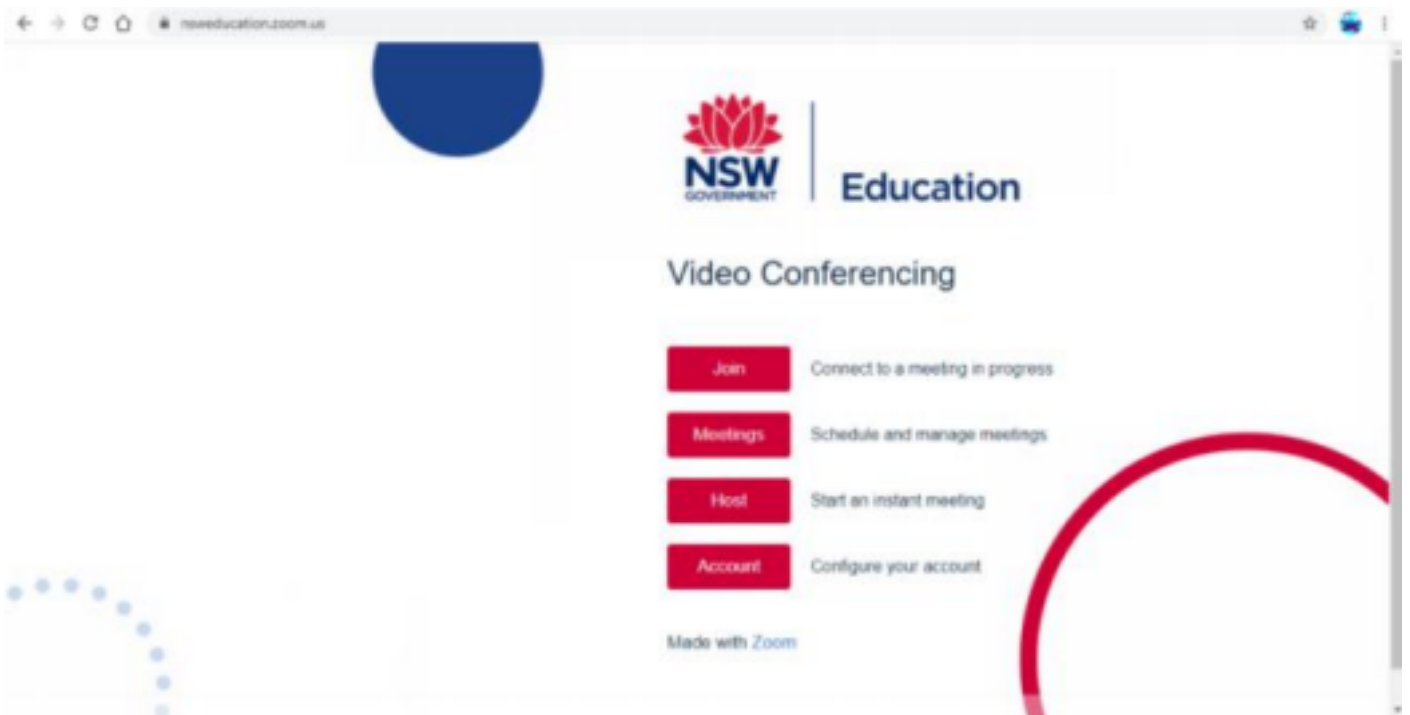 nsweducation.zoom.us
NSW
GOVERNMENT
Education
Video Conferencing
Join Connect to a meeting in progress
Meetings Schedule and manage meetings
Host Start an instant meeting
Account Configure your account
Made with Zoom